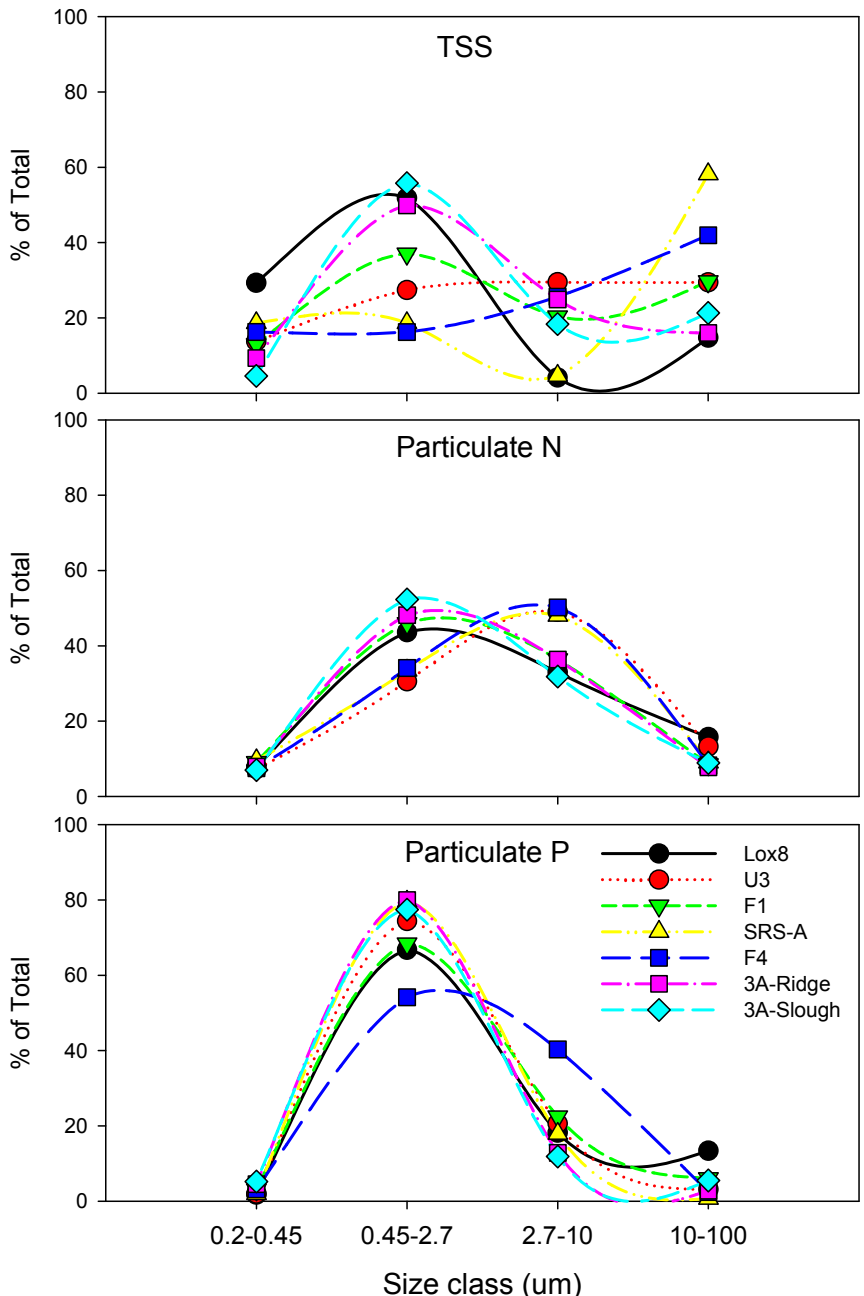 TSS
% of Total
100
80
60
40
20
0
Particulate N
% of Total
100
80
60
40
20
0
Particulate P
% of Total
100
80
60
40
20
0
Lox8
U3
F1
SRS-A
F4
3A-Ridge
3A-Slough
0.2-0.45 0.45-2.7 2.7-10 10-100
Size class (um)